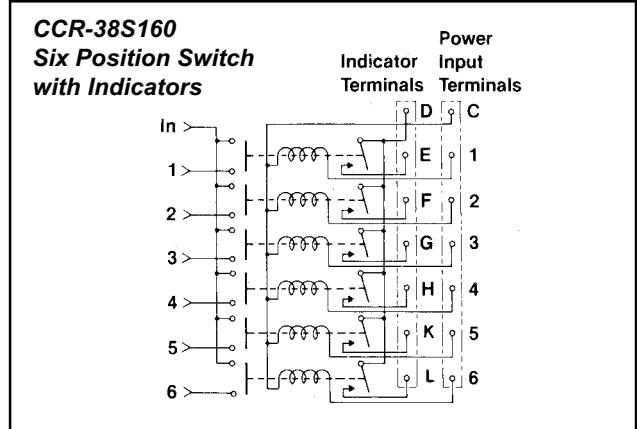 CCR-38S160
Six Position Switch
with Indicators
Indicator
Terminals
Power
Input
Terminals
D C
In
E 1
1
F 2
2
G 3
3
H 4
4
K 5
5
L 6
6